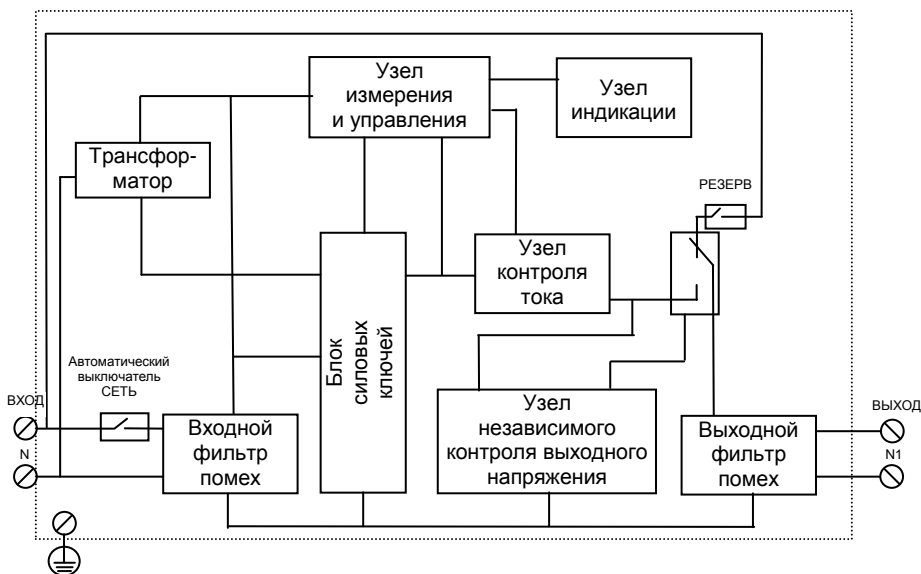 Узел
измерения
и управления
Узел
индикации
Трансфор-
матор
РЕЗЕРВ
Узел
контроля
тока
Блок
силовых
ключей
Автоматический
выключатель
СЕТЬ
ВХОД
N
Входной
фильтр
помех
Узел
независимого
контроля выходного
напряжения
Выходной
фильтр
помех
ВЫХОД
N1